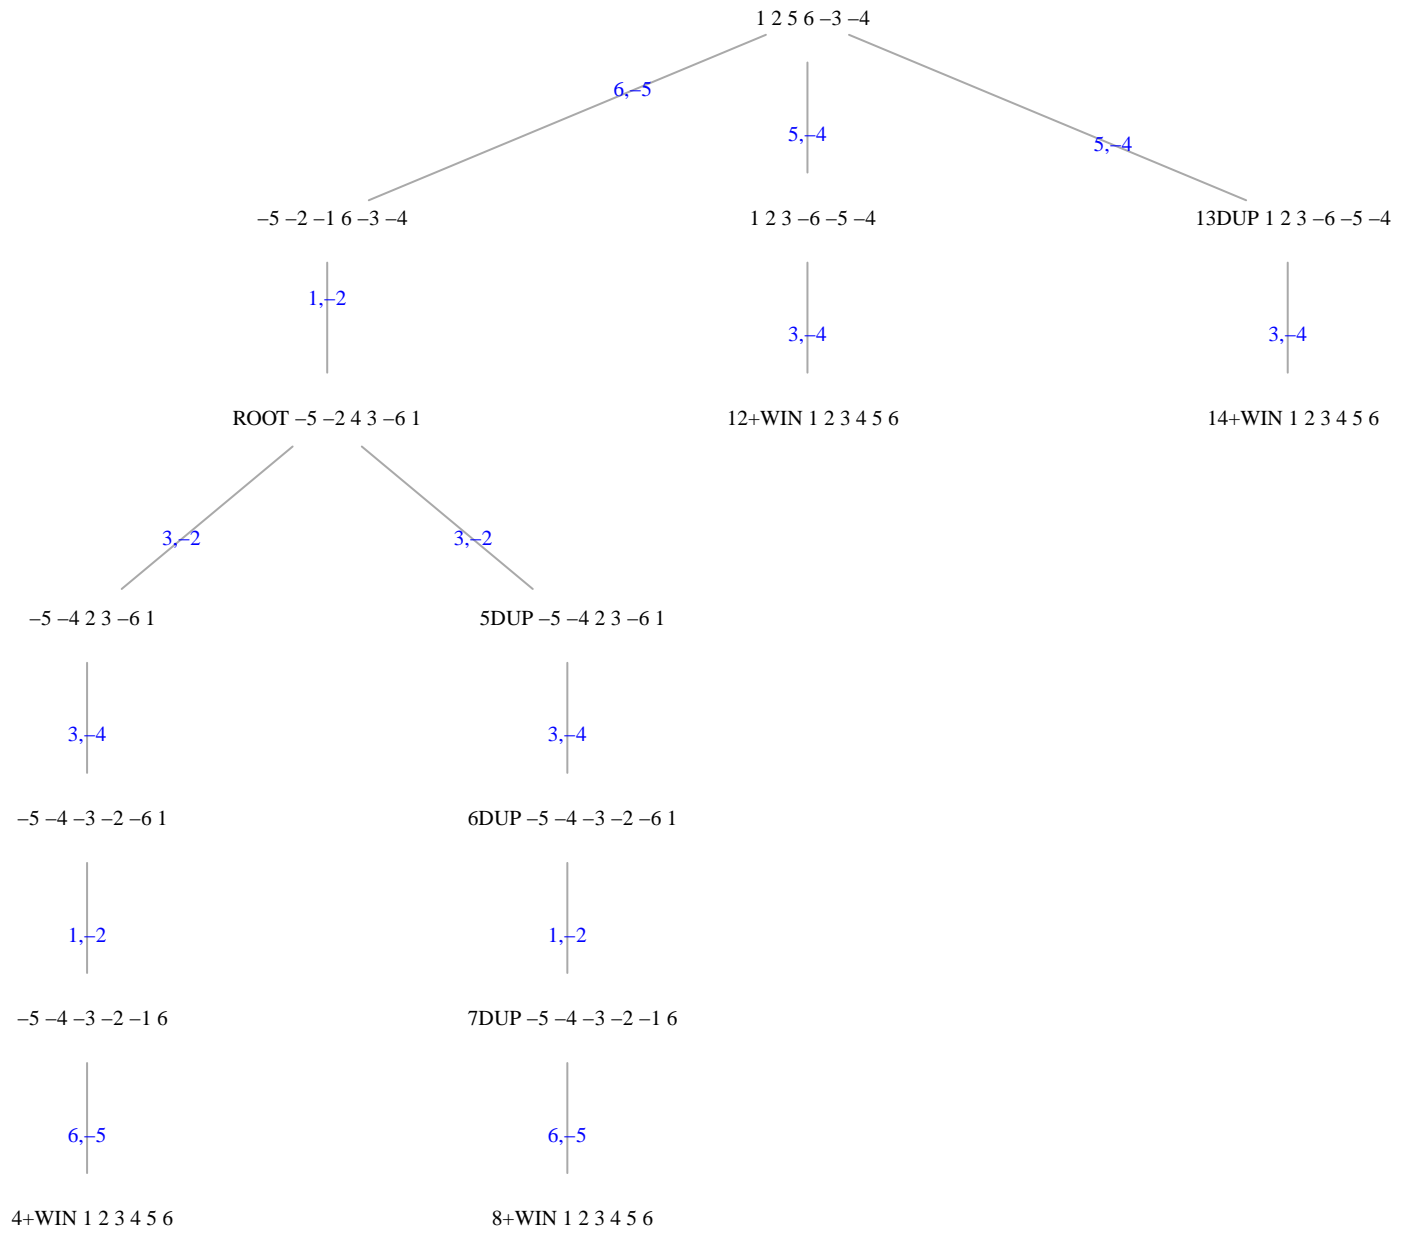 1 2 5 6 −3 −4
6,−5
5,−4
5,−4
−5 −2 −1 6 −3 −4
1 2 3 −6 −5 −4
13DUP 1 2 3 −6 −5 −4
1,−2
3,−4
3,−4
ROOT −5 −2 4 3 −6 1
12+WIN 1 2 3 4 5 6
14+WIN 1 2 3 4 5 6
3,−2
3,−2
−5 −4 2 3 −6 1
5DUP −5 −4 2 3 −6 1
3,−4
3,−4
−5 −4 −3 −2 −6 1
6DUP −5 −4 −3 −2 −6 1
1,−2
1,−2
−5 −4 −3 −2 −1 6
7DUP −5 −4 −3 −2 −1 6
6,−5
6,−5
4+WIN 1 2 3 4 5 6
8+WIN 1 2 3 4 5 6